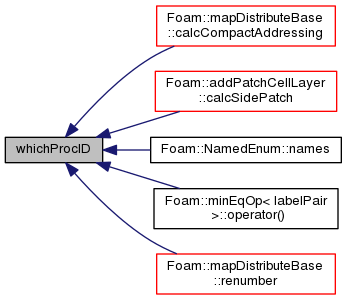 Foam::mapDistributeBase
::calcCompactAddressing
Foam::addPatchCellLayer
::calcSidePatch
whichProcID
Foam::NamedEnum::names
Foam::minEqOp< labelPair
>::operator()
Foam::mapDistributeBase
::renumber